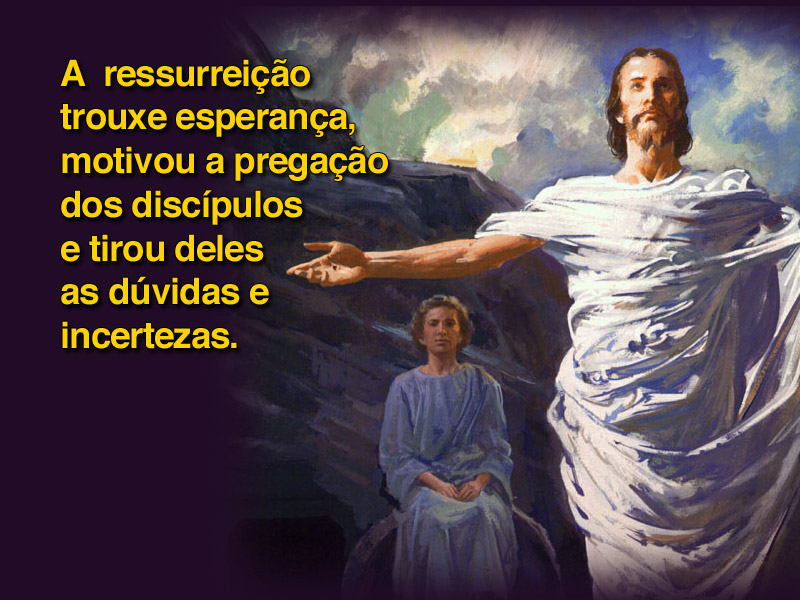 A ressurreição
trouxe esperança,
motivou a pregação
dos discípulos
e tirou deles
as dúvidas e
incertezas.